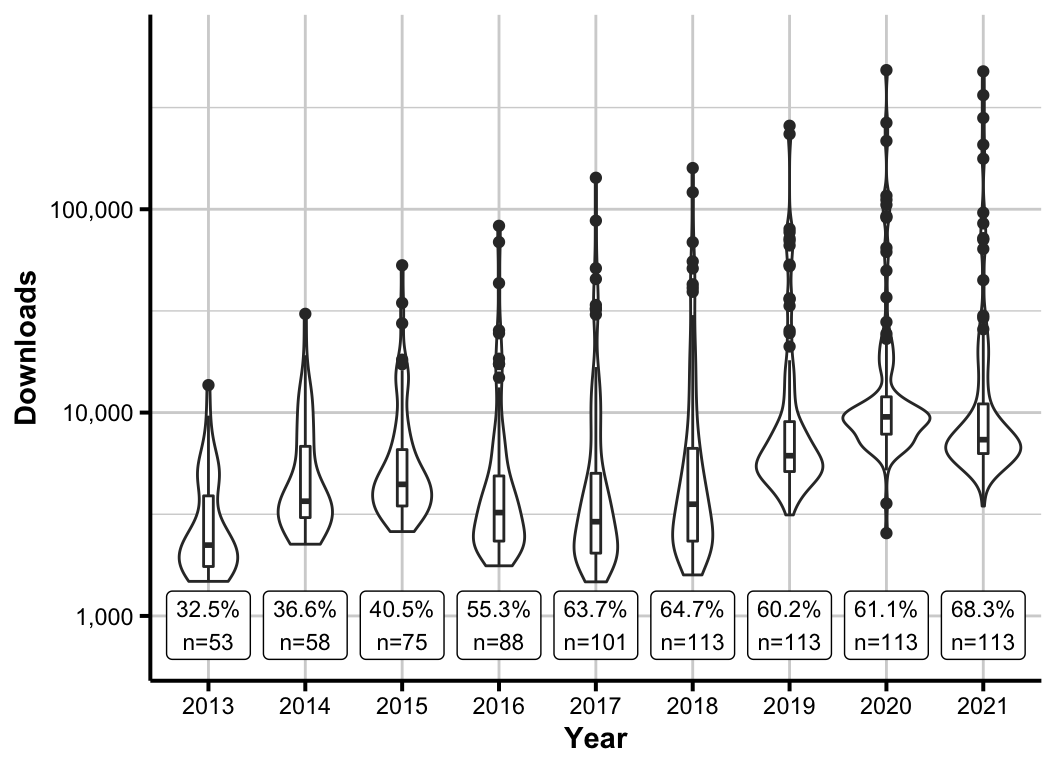 Downloads
100,000
10,000
1,000
32.5%
n=53
36.6%
n=58
40.5%
n=75
55.3%
n=88
63.7%
n=101
64.7%
n=113
60.2%
n=113
61.1%
n=113
68.3%
n=113
2013 2014 2015 2016 2017 2018 2019 2020 2021
Year